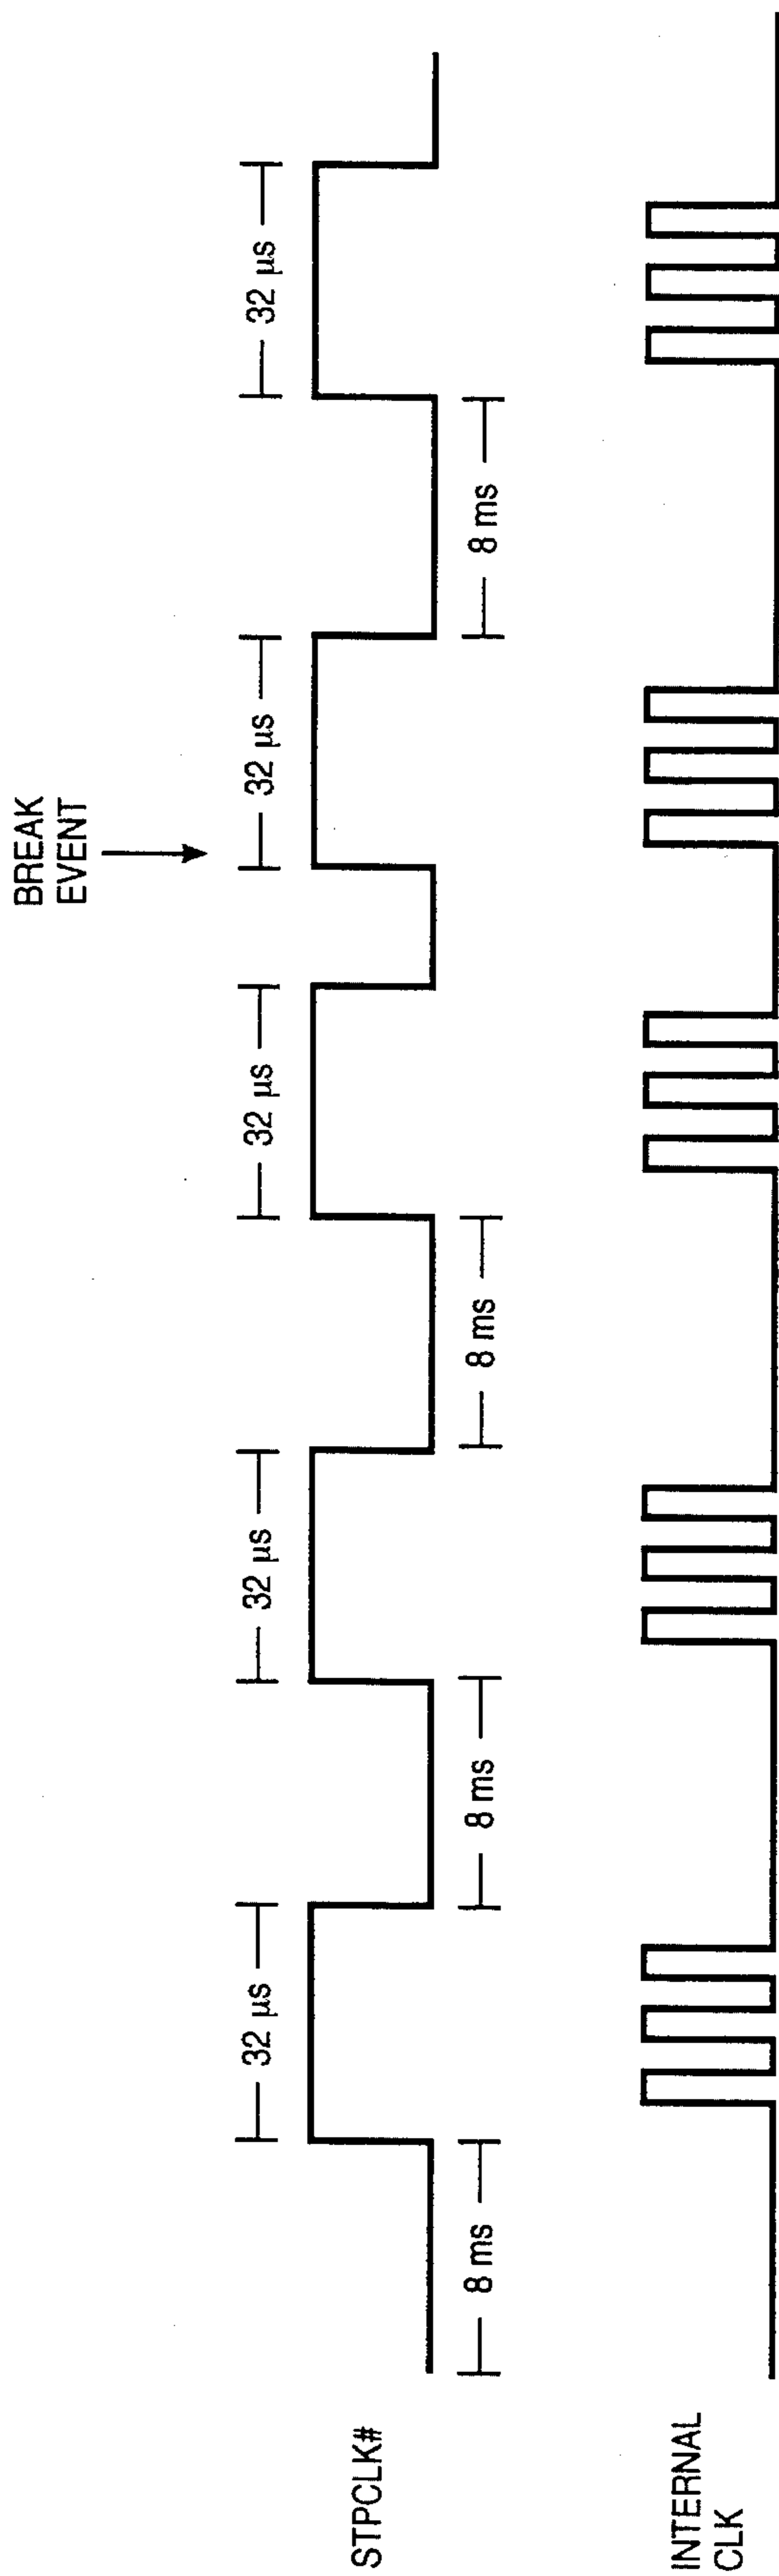 BREAK
EVENT
32 µs
32 µs
32 µs
32 µs
32 µs
STPCLK#
8 ms
8 ms
8 ms
8 ms
INTERNAL
CLK